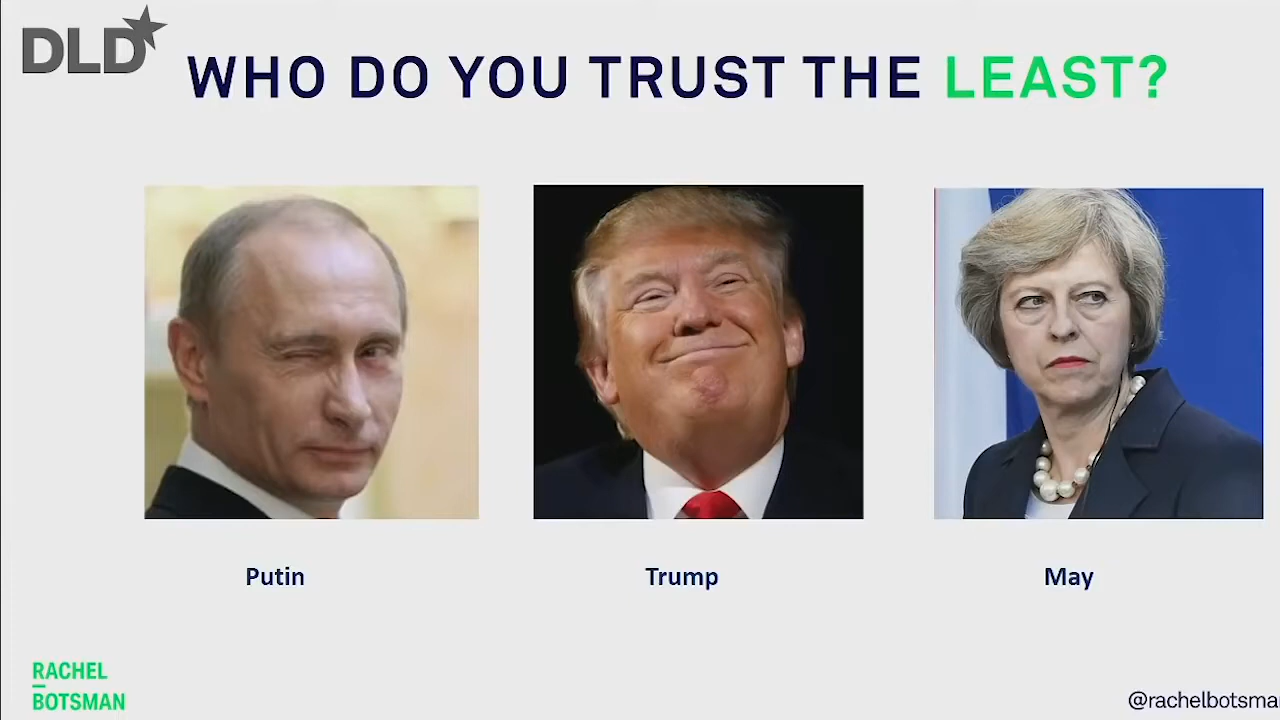 DLD
WHO DO YOU TRUST THE LEAST?
Putin
Trump
May
RACHEL
BOTSMAN
@rachelbotsma